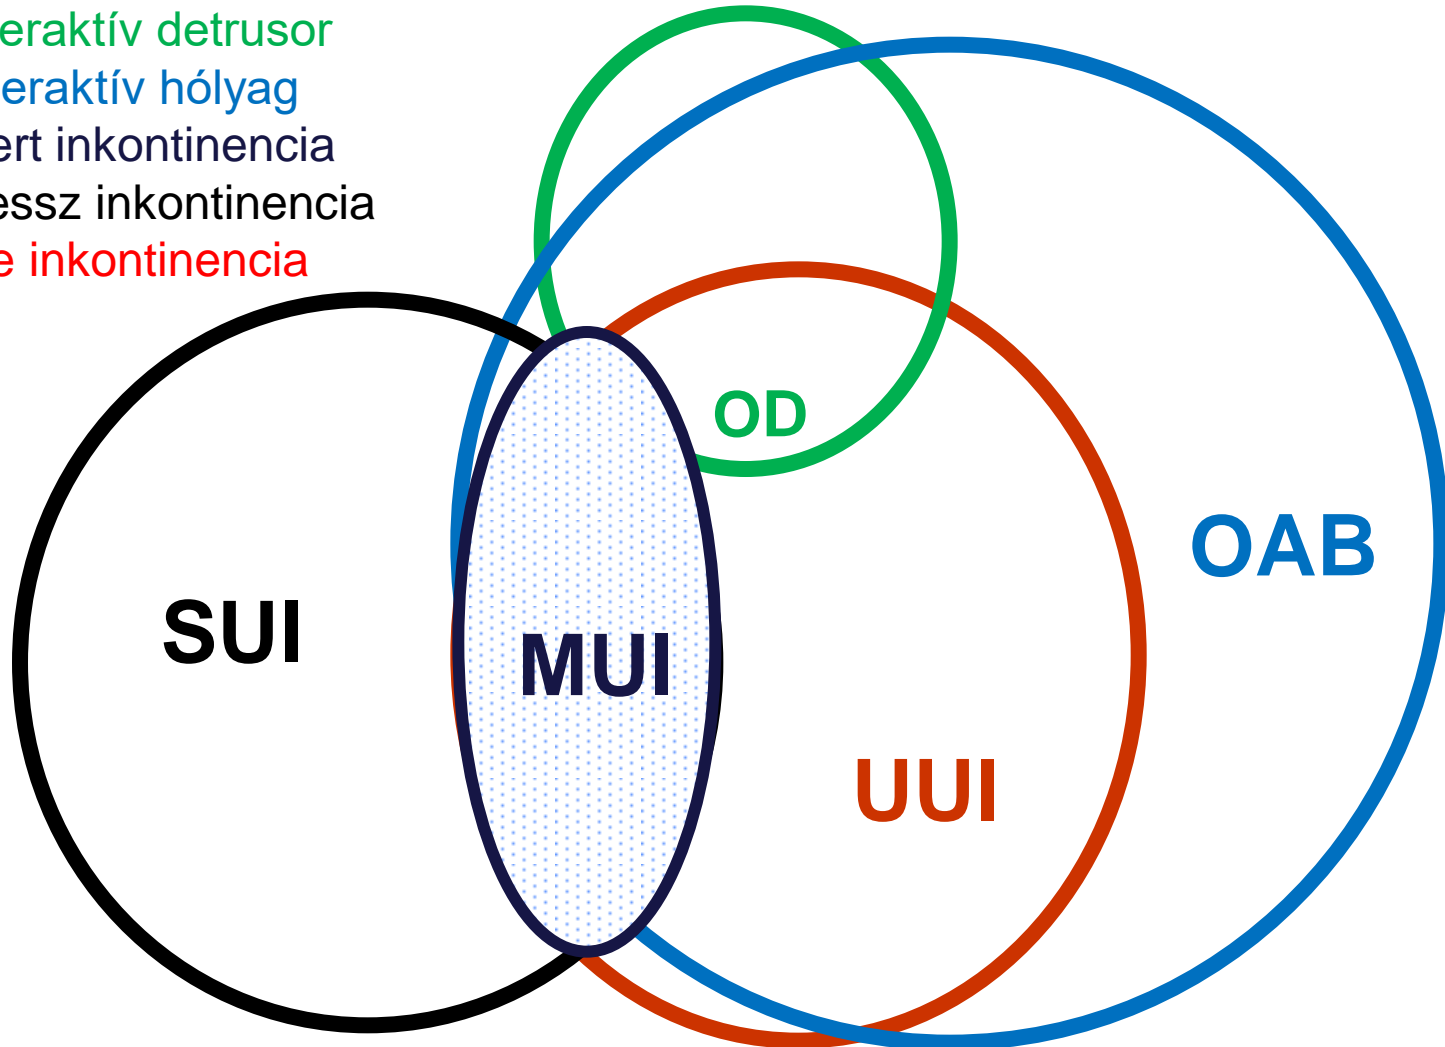 eraktív detrusor
eraktív hólyag
ert inkontinencia
essz inkontinencia
e inkontinencia
OD
OAB
SUI
MUI
UUI